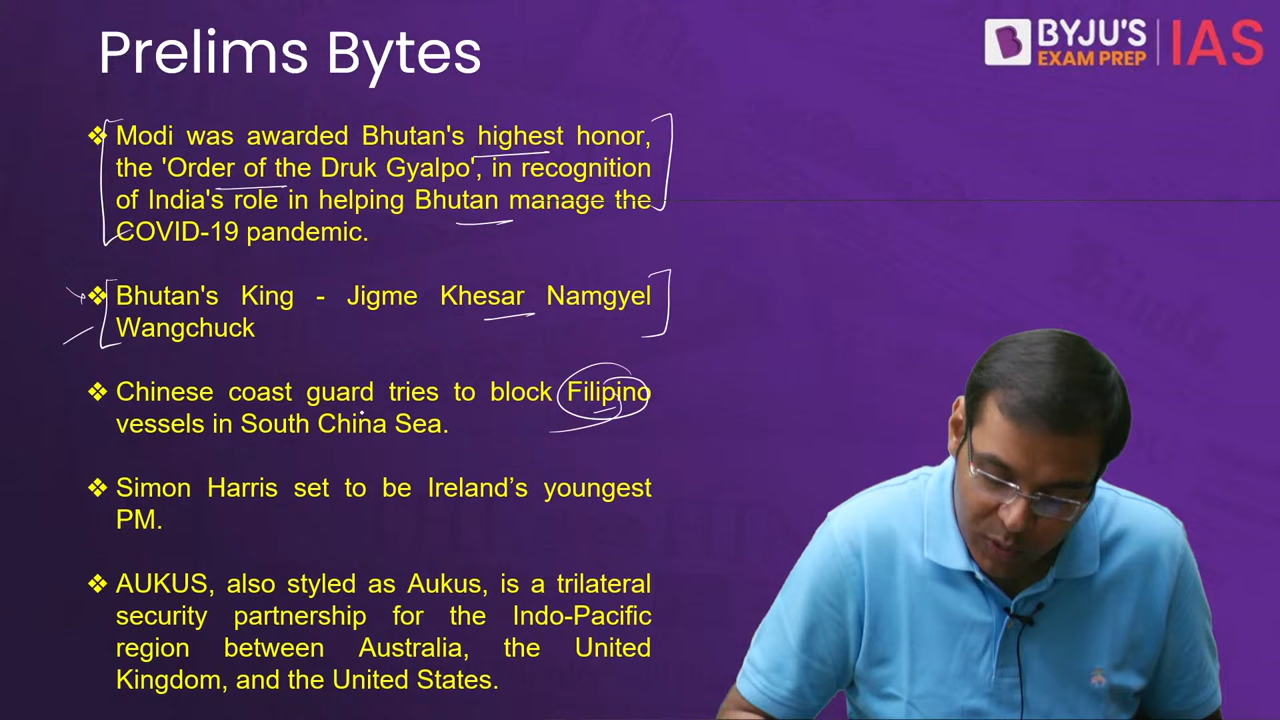 Prelims Bytes
BYJU'S
EXAM PREP
IAS
❖ Modi was awarded Bhutan's highest honor,
the 'Order of the Druk Gyalpo', in recognition
of India's role in helping Bhutan manage the
COVID-19 pandemic.
❖ Bhutan's King - Jigme Khesar Namgyel
Wangchuck
❖ Chinese coast guard tries to block Filipino
vessels in South China Sea.
❖ Simon Harris set to be Ireland’s youngest
PM.
❖ AUKUS, also styled as Aukus, is a trilateral
security partnership for the Indo-Pacific
region between Australia, the United
Kingdom, and the United States.